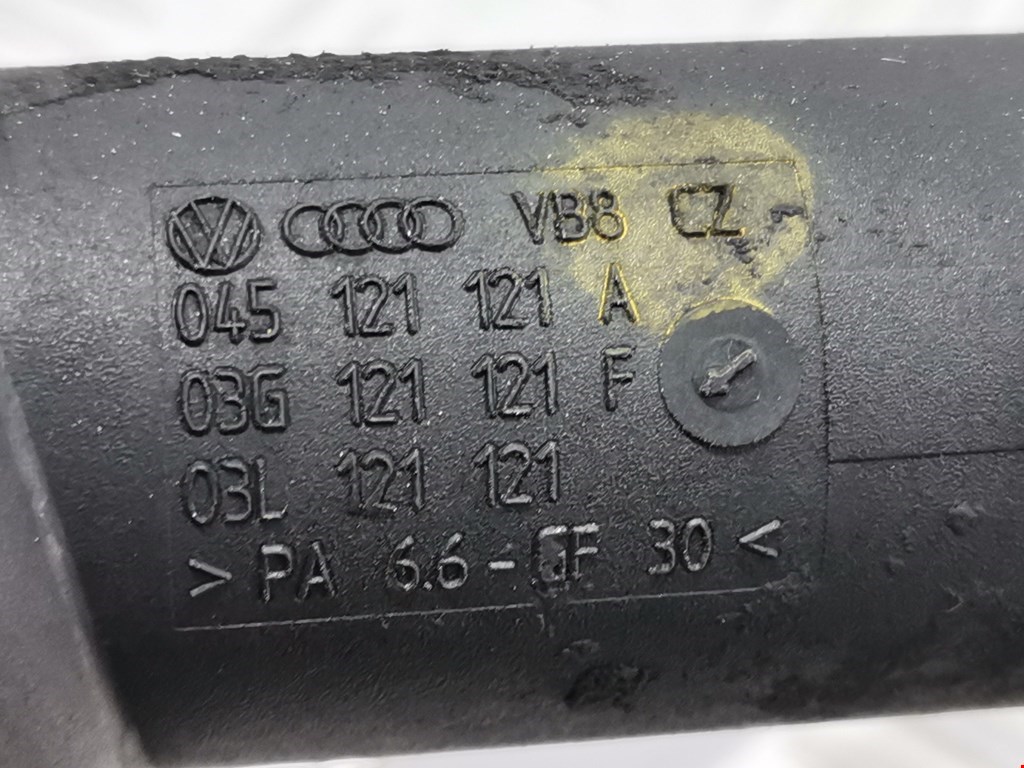 VB8 CZ
045 121 121 A
03G 121 121 F
03L 121 121
> PA 6.6-GF 30 <